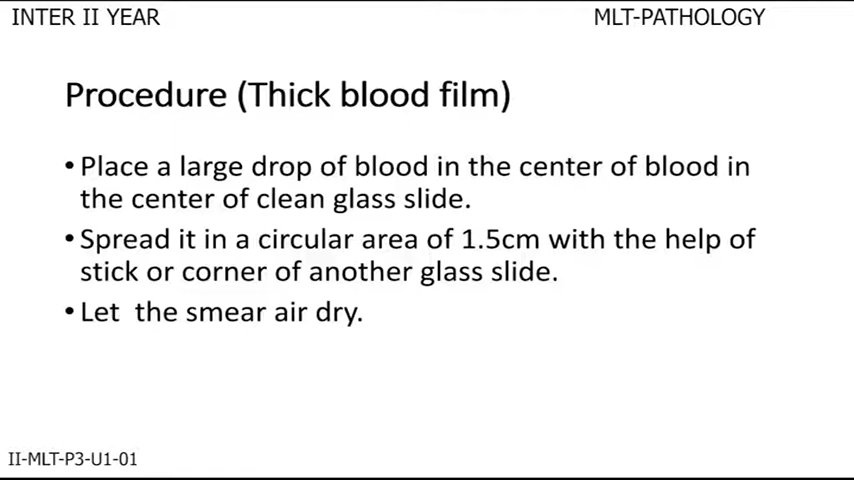 INTER II YEAR
MLT-PATHOLOGY
Procedure (Thick blood film)
• Place a large drop of blood in the center of blood in
the center of clean glass slide.
• Spread it in a circular area of 1.5cm with the help of
stick or corner of another glass slide.
• Let  the smear air dry.
II-MLT-P3-U1-01